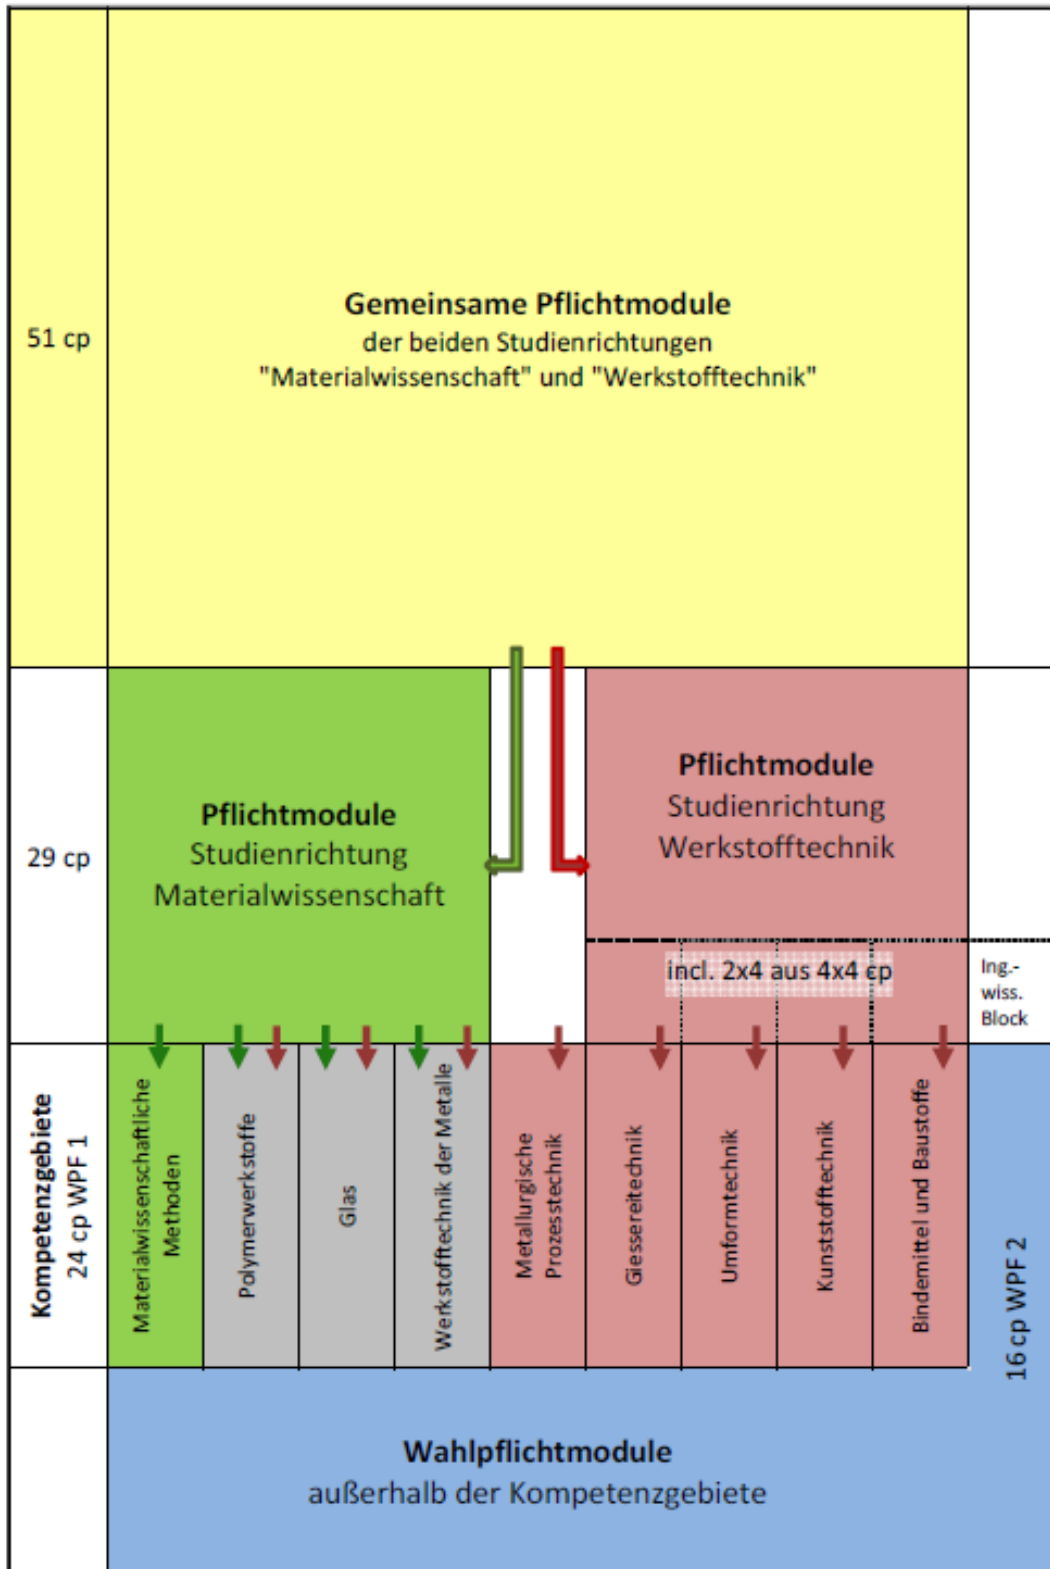 51 cp
Gemeinsame Pflichtmodule
der beiden Studienrichtungen
"Materialwissenschaft" und "Werkstofftechnik"
29 cp
Pflichtmodule
Studienrichtung
Materialwissenschaft
Pflichtmodule
Studienrichtung
Werkstofftechnik
incl. 2x4 aus 4x4 cp
Ing.-
wiss.
Block
Kompetenzgebiete
24 cp WPF 1
Materialwissenschaftliche
Methoden
Polymerwerkstoffe
Glas
Werkstofftechnik der Metalle
Metallurgische
Prozesstechnik
Giessereitechnik
Umformtechnik
Kunststofftechnik
Bindemittel und Baustoffe
16 cp WPF 2
Wahlpflichtmodule
außerhalb der Kompetenzgebiete